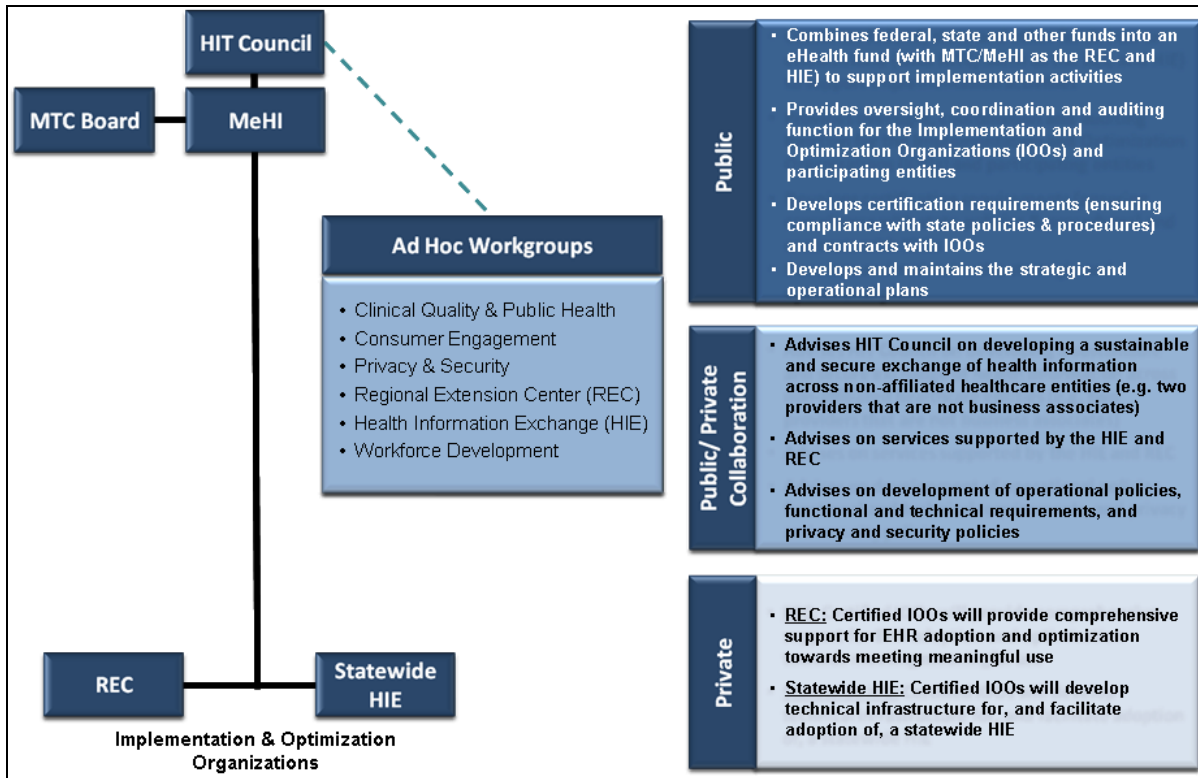 HIT Council
MTC Board
MeHI
Ad Hoc Workgroups
• Clinical Quality & Public Health
• Consumer Engagement
• Privacy & Security
• Regional Extension Center (REC)
• Health Information Exchange (HIE)
• Workforce Development
REC
Statewide
HIE
Implementation & Optimization
Organizations
Public
▪ Combines federal, state and other funds into an
eHealth fund (with MTC/MeHI as the REC and
HIE) to support implementation activities
▪ Provides oversight, coordination and auditing
function for the Implementation and
Optimization Organizations (IOOs) and
participating entities
▪ Develops certification requirements (ensuring
compliance with state policies & procedures)
and contracts with IOOs
▪ Develops and maintains the strategic and
operational plans
Public/ Private
Collaboration
▪ Advises HIT Council on developing a sustainable
and secure exchange of health information
across non-affiliated healthcare entities (e.g. two
providers that are not business associates)
▪ Advises on services supported by the HIE and
REC
▪ Advises on development of operational policies,
functional and technical requirements, and
privacy and security policies
Private
▪ REC: Certified IOOs will provide comprehensive
support for EHR adoption and optimization
towards meeting meaningful use
▪ Statewide HIE: Certified IOOs will develop
technical infrastructure for, and facilitate
adoption of, a statewide HIE